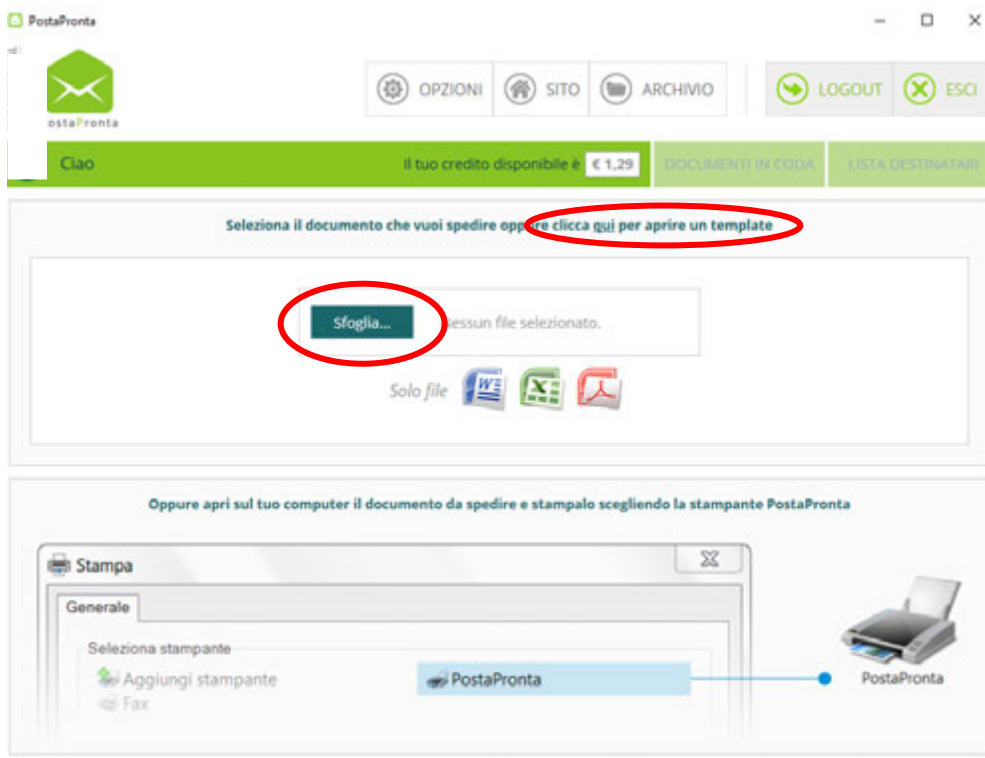 PostaPronta
OPZIONI SITO ARCHIVIO LOGOUT ESCI
ostaPronta
Ciao Il tuo credito disponibile è € 1,29 DOCUMENTI IN CODA LISTA DESTINATARI
Seleziona il documento che vuoi spedire oppure clicca qui per aprire un template
Sfoglia... Nessun file selezionato.
Solo file
Oppure apri sul tuo computer il documento da spedire e stampalo scegliendo la stampante PostaPronta
Stampa
Generale
Seleziona stampante
Aggiungi stampante PostaPronta PostaPronta
Fax